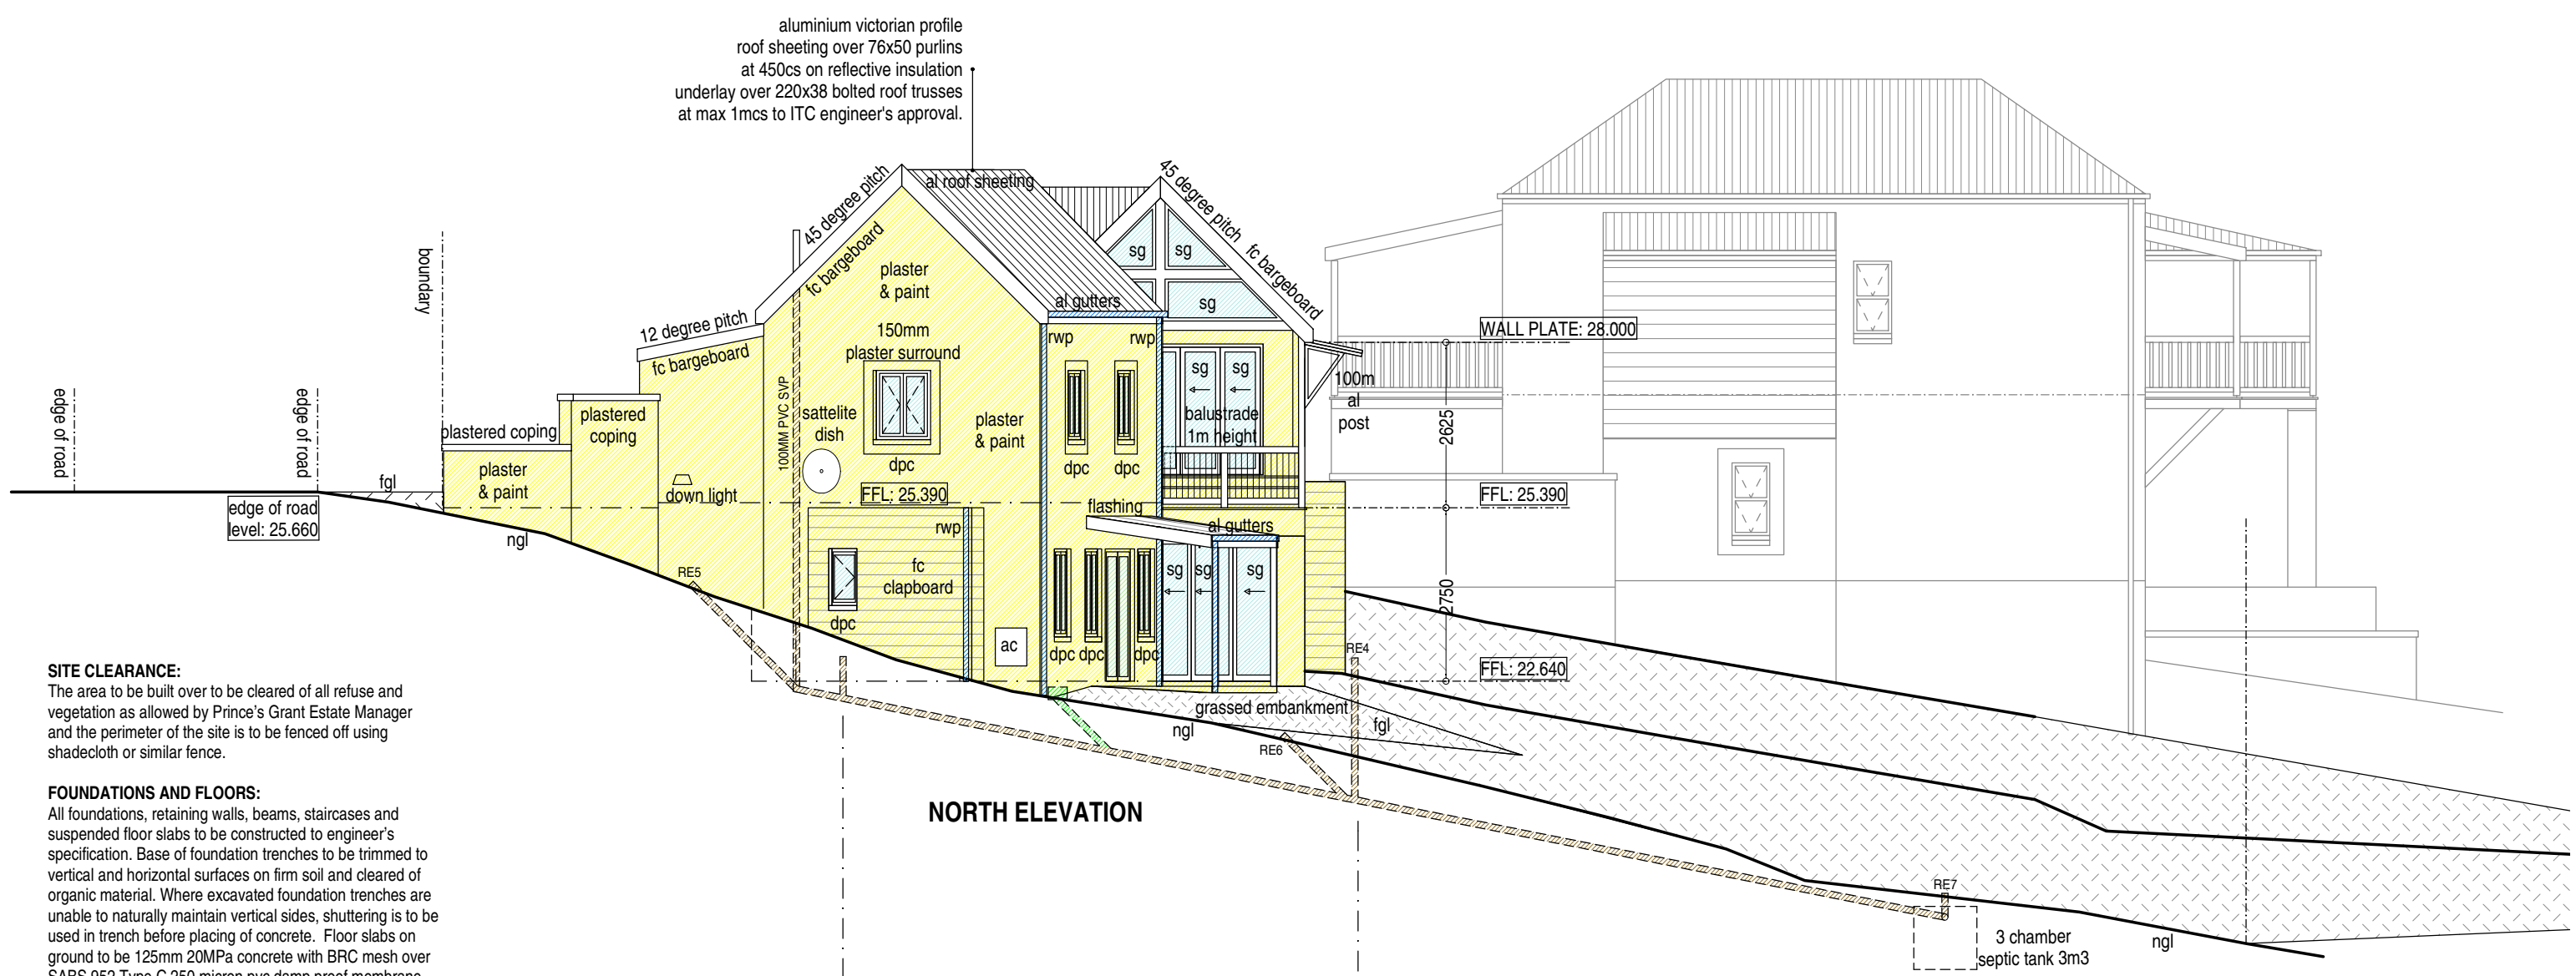 aluminium victorian profile
roof sheeting over 76x50 purlins
at 450cs on reflective insulation
underlay over 220x38 bolted roof trusses
at max 1mcs to ITC engineer's approval.
45 degree pitch
fc bargeboard
al roof sheeting
45 degree pitch
fc bargeboard
sg
sg
sg
plaster
& paint
al gutters
boundary
12 degree pitch
fc bargeboard
150mm
plaster surround
rwp
rwp
WALL PLATE: 28.000
edge of road
edge of road
100MM PVC SVP
sg
sg
100m
al
post
plastered coping
plastered
coping
sattelite
dish
plaster
& paint
balustrade
1m height
2625
dpc
dpc
dpc
plaster
& paint
fgl
down light
FFL: 25.390
FFL: 25.390
edge of road
level: 25.660
flashing
al gutters
rwp
ngl
RE5
fc
clapboard
sg
sg
sg
2750
dpc
ac
dpc
dpc
dpc
RE4
FFL: 22.640
grassed embankment
fgl
ngl
RE6
NORTH ELEVATION
RE7
3 chamber
septic tank 3m3
ngl
SITE CLEARANCE:
The area to be built over to be cleared of all refuse and
vegetation as allowed by Prince's Grant Estate Manager
and the perimeter of the site is to be fenced off using
shadecloth or similar fence.
FOUNDATIONS AND FLOORS:
All foundations, retaining walls, beams, staircases and
suspended floor slabs to be constructed to engineer's
specification. Base of foundation trenches to be trimmed to
vertical and horizontal surfaces on firm soil and cleared of
organic material. Where excavated foundation trenches are
unable to naturally maintain vertical sides, shuttering is to be
used in trench before placing of concrete. Floor slabs on
ground to be 125mm 20MPa concrete with BRC mesh over
SABS 952 Type C 250 micron pvc damp proof membrane